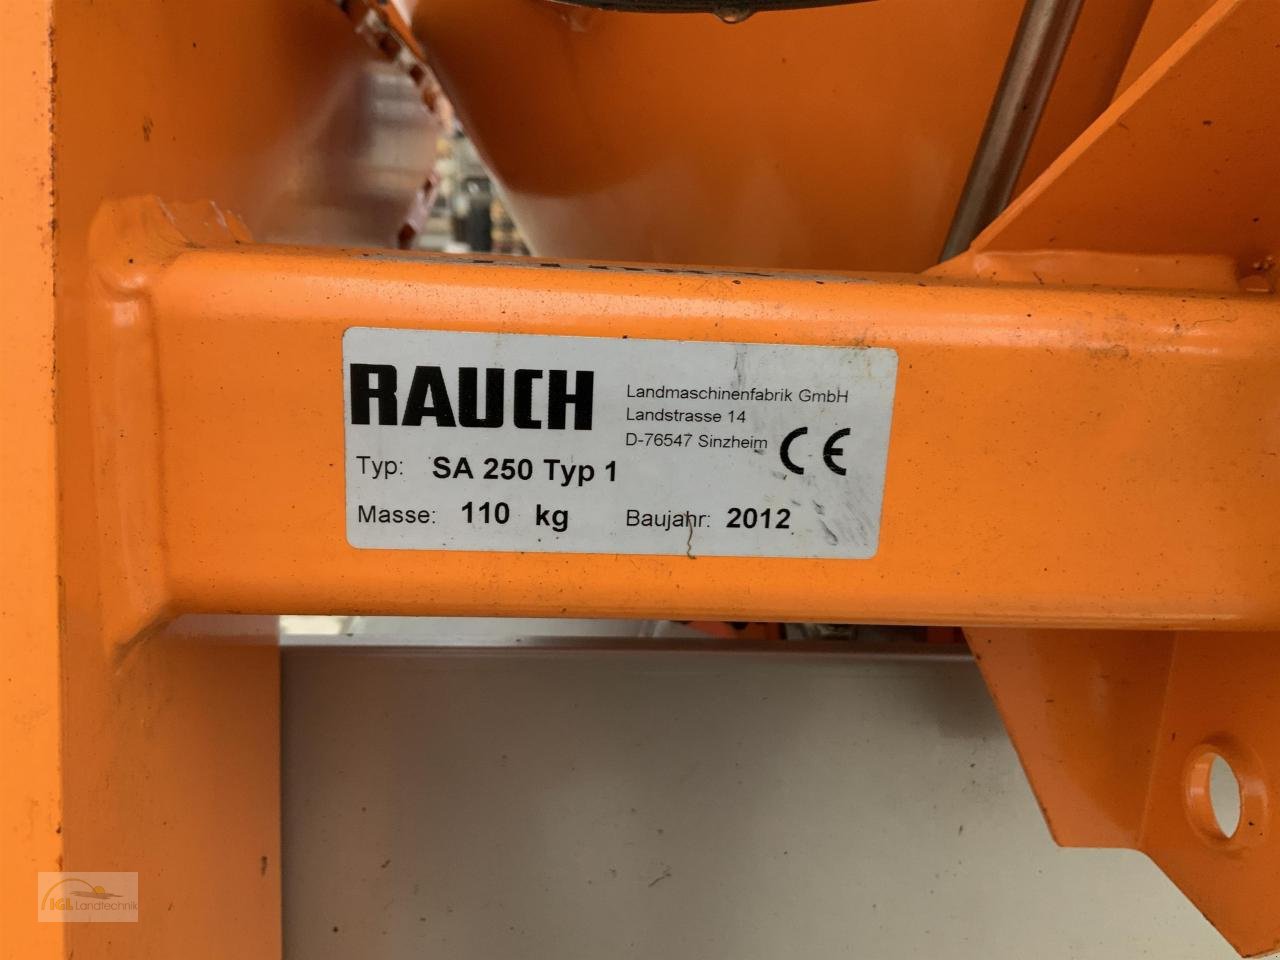 RAUCH
Landmaschinenfabrik GmbH
Landstrasse 14
D-76547 Sinzheim
CE
Typ: SA 250 Typ 1
Masse: 110 kg
Baujahr: 2012
IGL Landtechnik